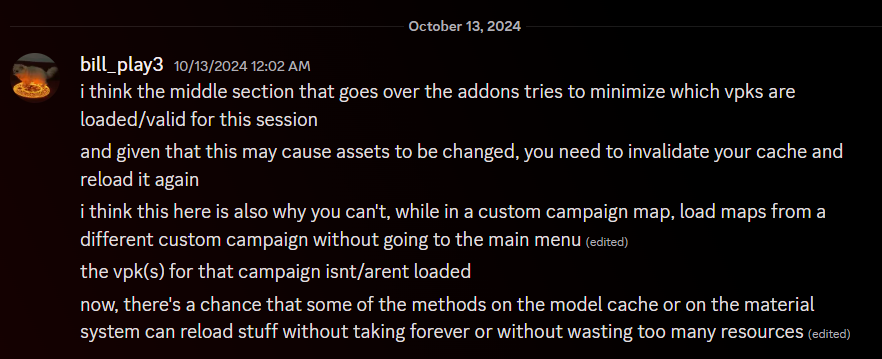 October 13, 2024
bill_play3 10/13/2024 12:02 AM
i think the middle section that goes over the addons tries to minimize which vpks are
loaded/valid for this session
and given that this may cause assets to be changed, you need to invalidate your cache and
reload it again
i think this here is also why you can't, while in a custom campaign map, load maps from a
different custom campaign without going to the main menu (edited)
the vpk(s) for that campaign isnt/arent loaded
now, there's a chance that some of the methods on the model cache or on the material
system can reload stuff without taking forever or without wasting too many resources (edited)